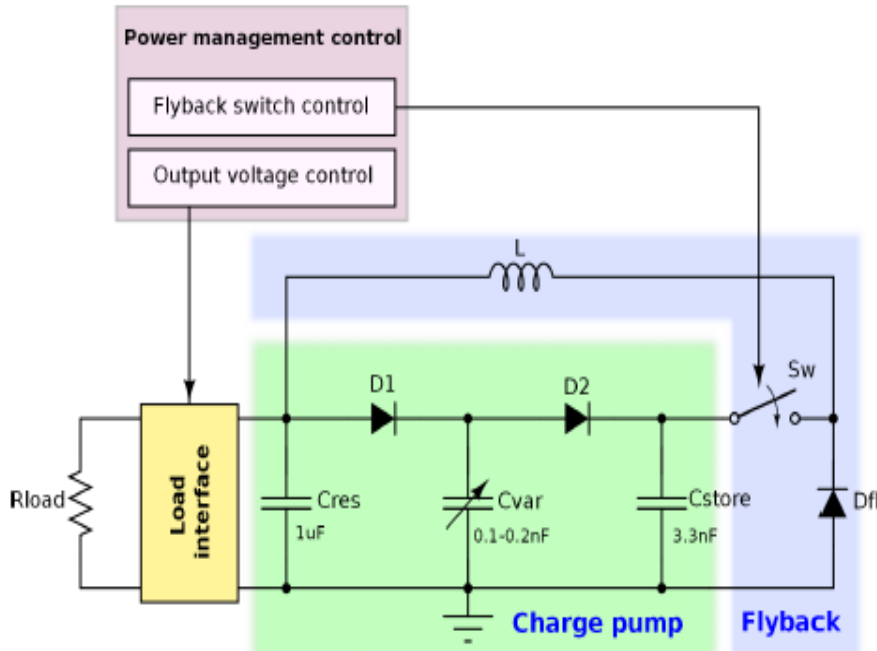 Power management control
Flyback switch control
Output voltage control
L
Sw
D1
D2
Rload
Load
interface
Cres
1uF
Cvar
0.1-0.2nF
Cstore
3.3nF
Dfl
Charge pump
Flyback